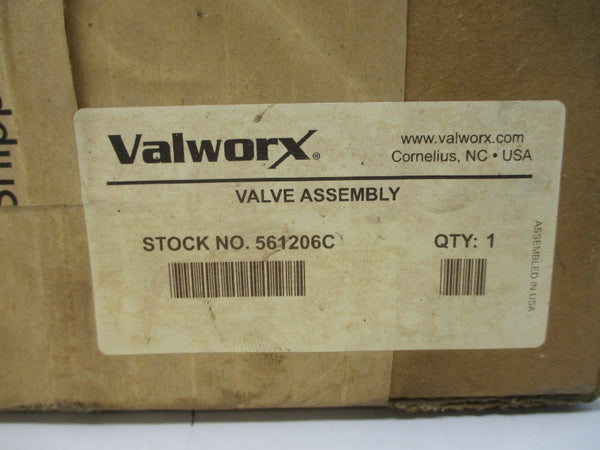 Valworx®
www.valworx.com
Cornelius, NC • USA
VALVE ASSEMBLY
STOCK NO. 561206C
QTY: 1
ASSEMBLED IN USA